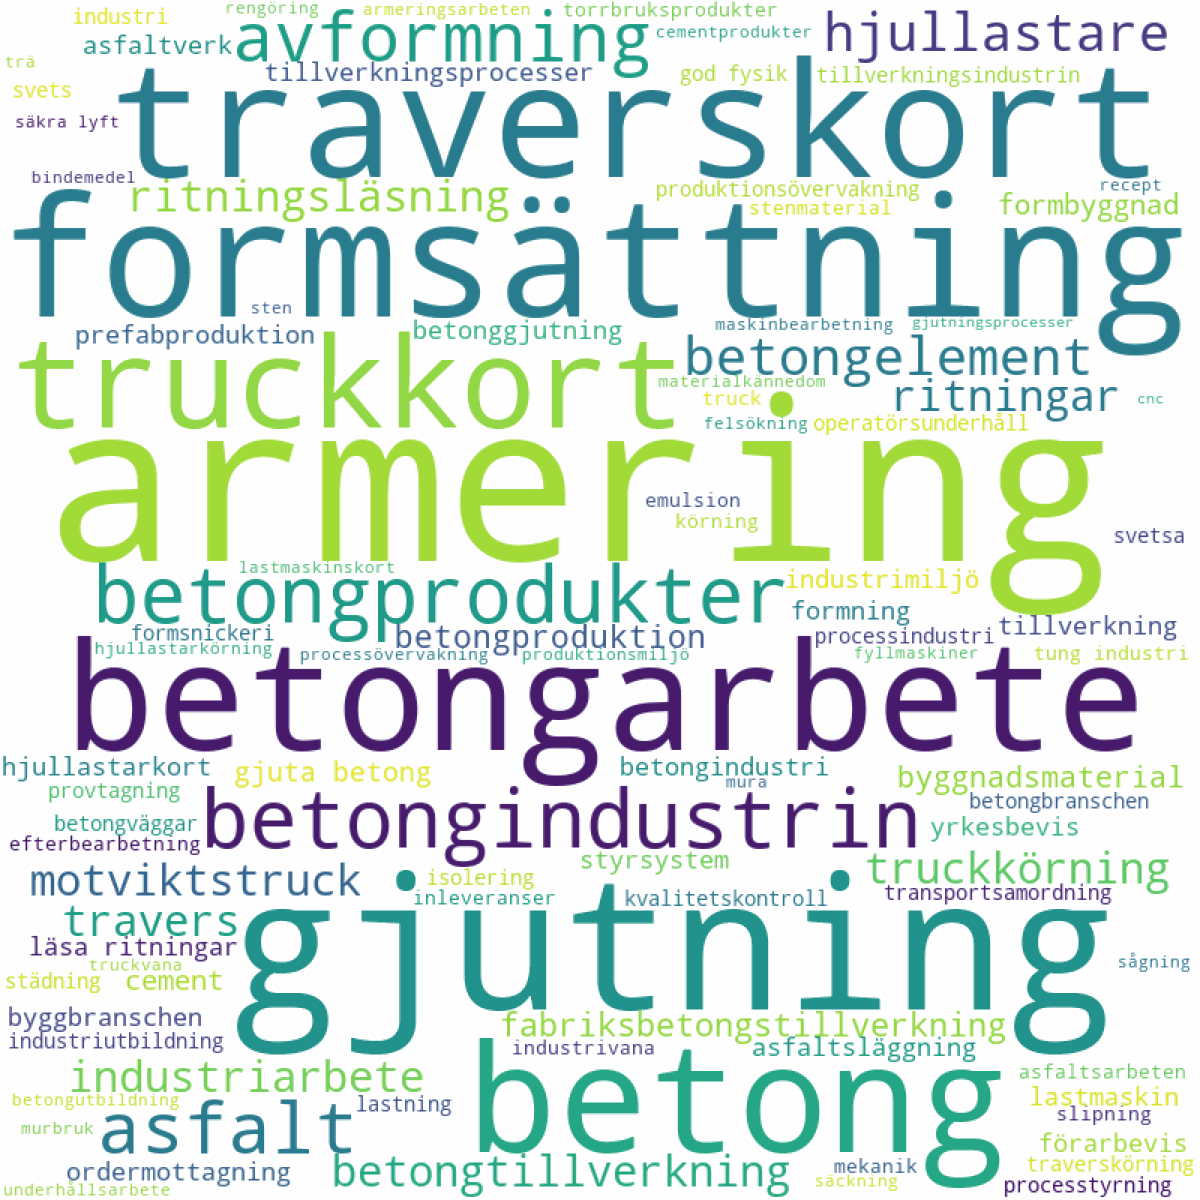 industri
rengöring
armeringsarbeten
torrbruksprodukter
asfaltverk
avformning
cementprodukter
hjullastare
trä
tillverkningsprocesser
god fysik
tillverkningsindustrin
svets
traverskort
säkra lyft
bindemedel
ritningsläsning
produktionsövervakning
recept
stenmaterial
formbyggnad
formsättning
sten
prefabproduktion
betonggjutning
maskinbearbetning
gjutningsprocesser
truckkort
betongelement
materialkännedom
ritningar
truck
cnc
felsökning
operatörsunderhåll
armering
emulsion
körning
svetsa
lastmaskinskort
betongprodukter
industrimiljö
formning
formsnickeri
betongproduktion
processindustri
tillverkning
hjullastarkörning
processövervakning
produktionsmiljö
fyllmaskiner
tung industri
betongarbete
hjullastarkort
gjuta betong
betongindustri
mura
byggnadsmaterial
provtagning
betongindustrin
betongbranschen
betongväggar
yrkesbevis
efterbearbetning
styrsystem
truckkörning
motviktstruck
isolering
inleveranser
kvalitetskontroll
transportsamordning
travers
gjutning
läsa ritningar
truckvana
sågning
städning
cement
byggbranschen
fabriksbetongstillverkning
industriutbildning
industrivana
asfaltsläggning
industriarbete
betong
asfaltsarbeten
betongutbildning
lastning
lastmaskin
asfalt
slipning
murbruk
förarbevis
ordermottagning
betongtillverkning
mekanik
traverskörning
säckning
processtyrning
underhållsarbete